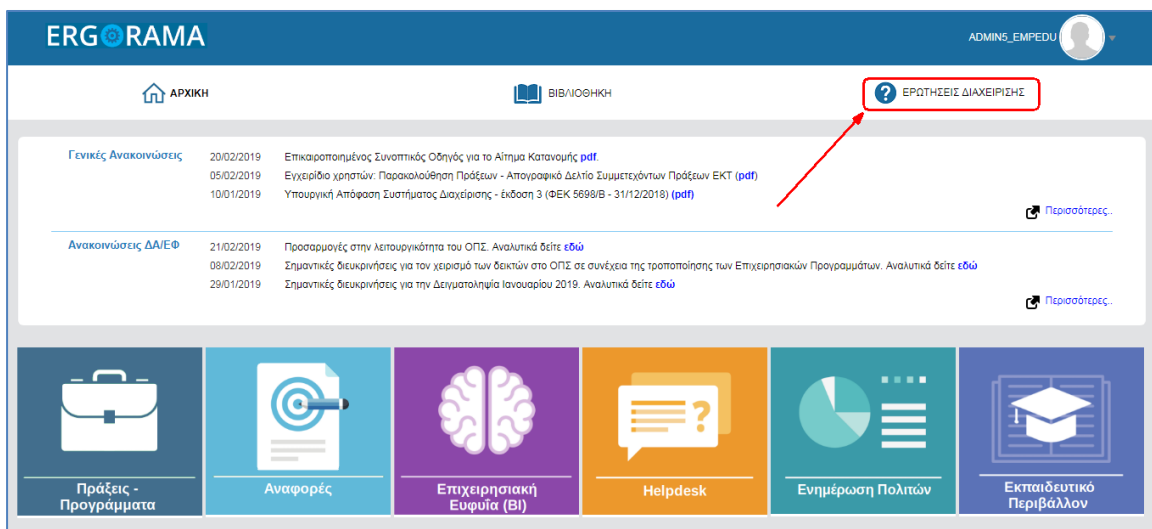 ERGORAMA
ADMIN5_EMPEDU
ΑΡΧΙΚΗ
ΒΙΒΛΙΟΘΗΚΗ
? ΕΡΩΤΗΣΕΙΣ ΔΙΑΧΕΙΡΙΣΗΣ
Γενικές Ανακοινώσεις
20/02/2019 Επικαιροποιημένος Συνοπτικός Οδηγός για το Αίτημα Κατανομής pdf.
05/02/2019 Εγχειρίδιο χρηστών: Παρακολούθηση Πράξεων - Απογραφικό Δελτίο Συμμετεχόντων Πράξεων ΕΚΤ (pdf)
10/01/2019 Υπουργική Απόφαση Συστήματος Διαχείρισης - έκδοση 3 (ΦΕΚ 5698/Β - 31/12/2018) (pdf)
Περισσότερες..
Ανακοινώσεις ΔΑ/ΕΦ
21/02/2019 Προσαρμογές στην λειτουργικότητα του ΟΠΣ. Αναλυτικά δείτε εδώ
08/02/2019 Σημαντικές διευκρινήσεις για τον χειρισμό των δεικτών στο ΟΠΣ σε συνέχεια της τροποποίησης των Επιχειρησιακών Προγραμμάτων. Αναλυτικά δείτε εδώ
29/01/2019 Σημαντικές διευκρινήσεις για την Δειγματοληψία Ιανουαρίου 2019. Αναλυτικά δείτε εδώ
Περισσότερες..
Πράξεις -
Προγράμματα
Αναφορές
Επιχειρησιακή
Ευφυΐα (BI)
?
Helpdesk
Ενημέρωση Πολιτών
Εκπαιδευτικό
Περιβάλλον